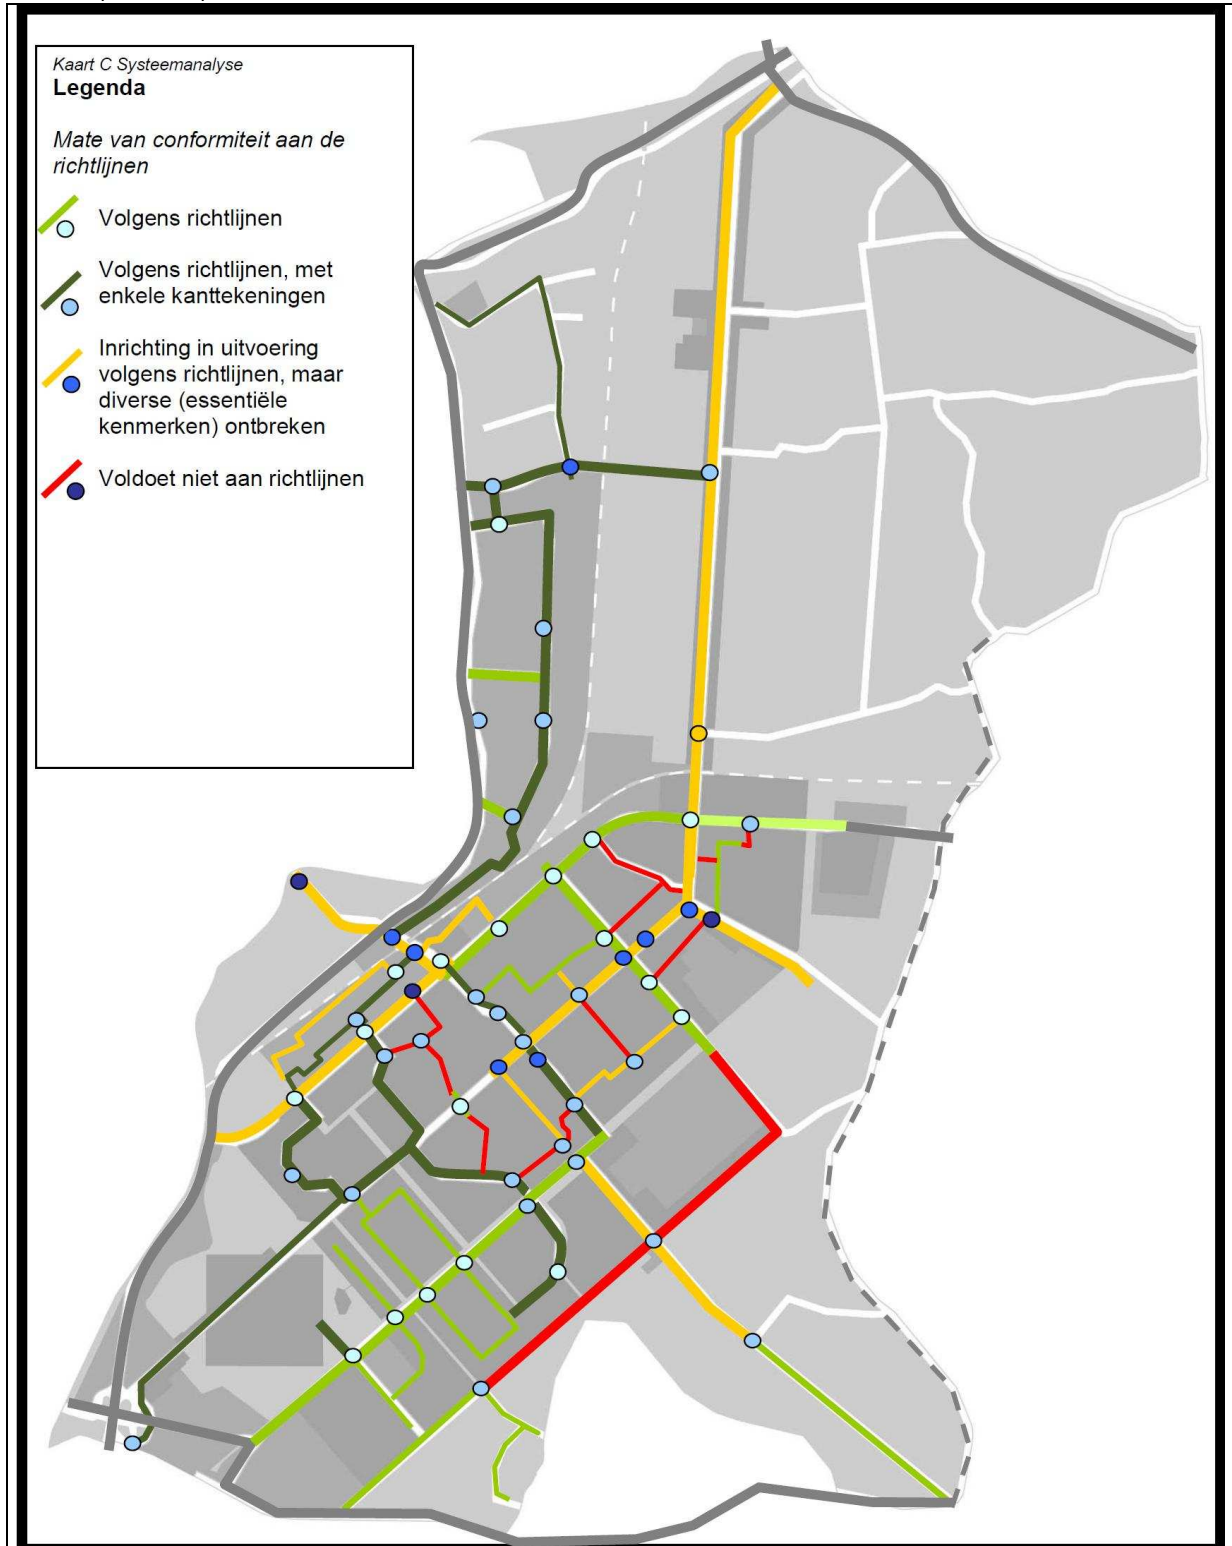 Kaart C Systeemanalyse
Legenda
Mate van conformiteit aan de
richtlijnen
Volgens richtlijnen
Volgens richtlijnen, met
enkele kanttekeningen
Inrichting in uitvoering
volgens richtlijnen, maar
diverse (essentiële
kenmerken) ontbreken
Voldoet niet aan richtlijnen